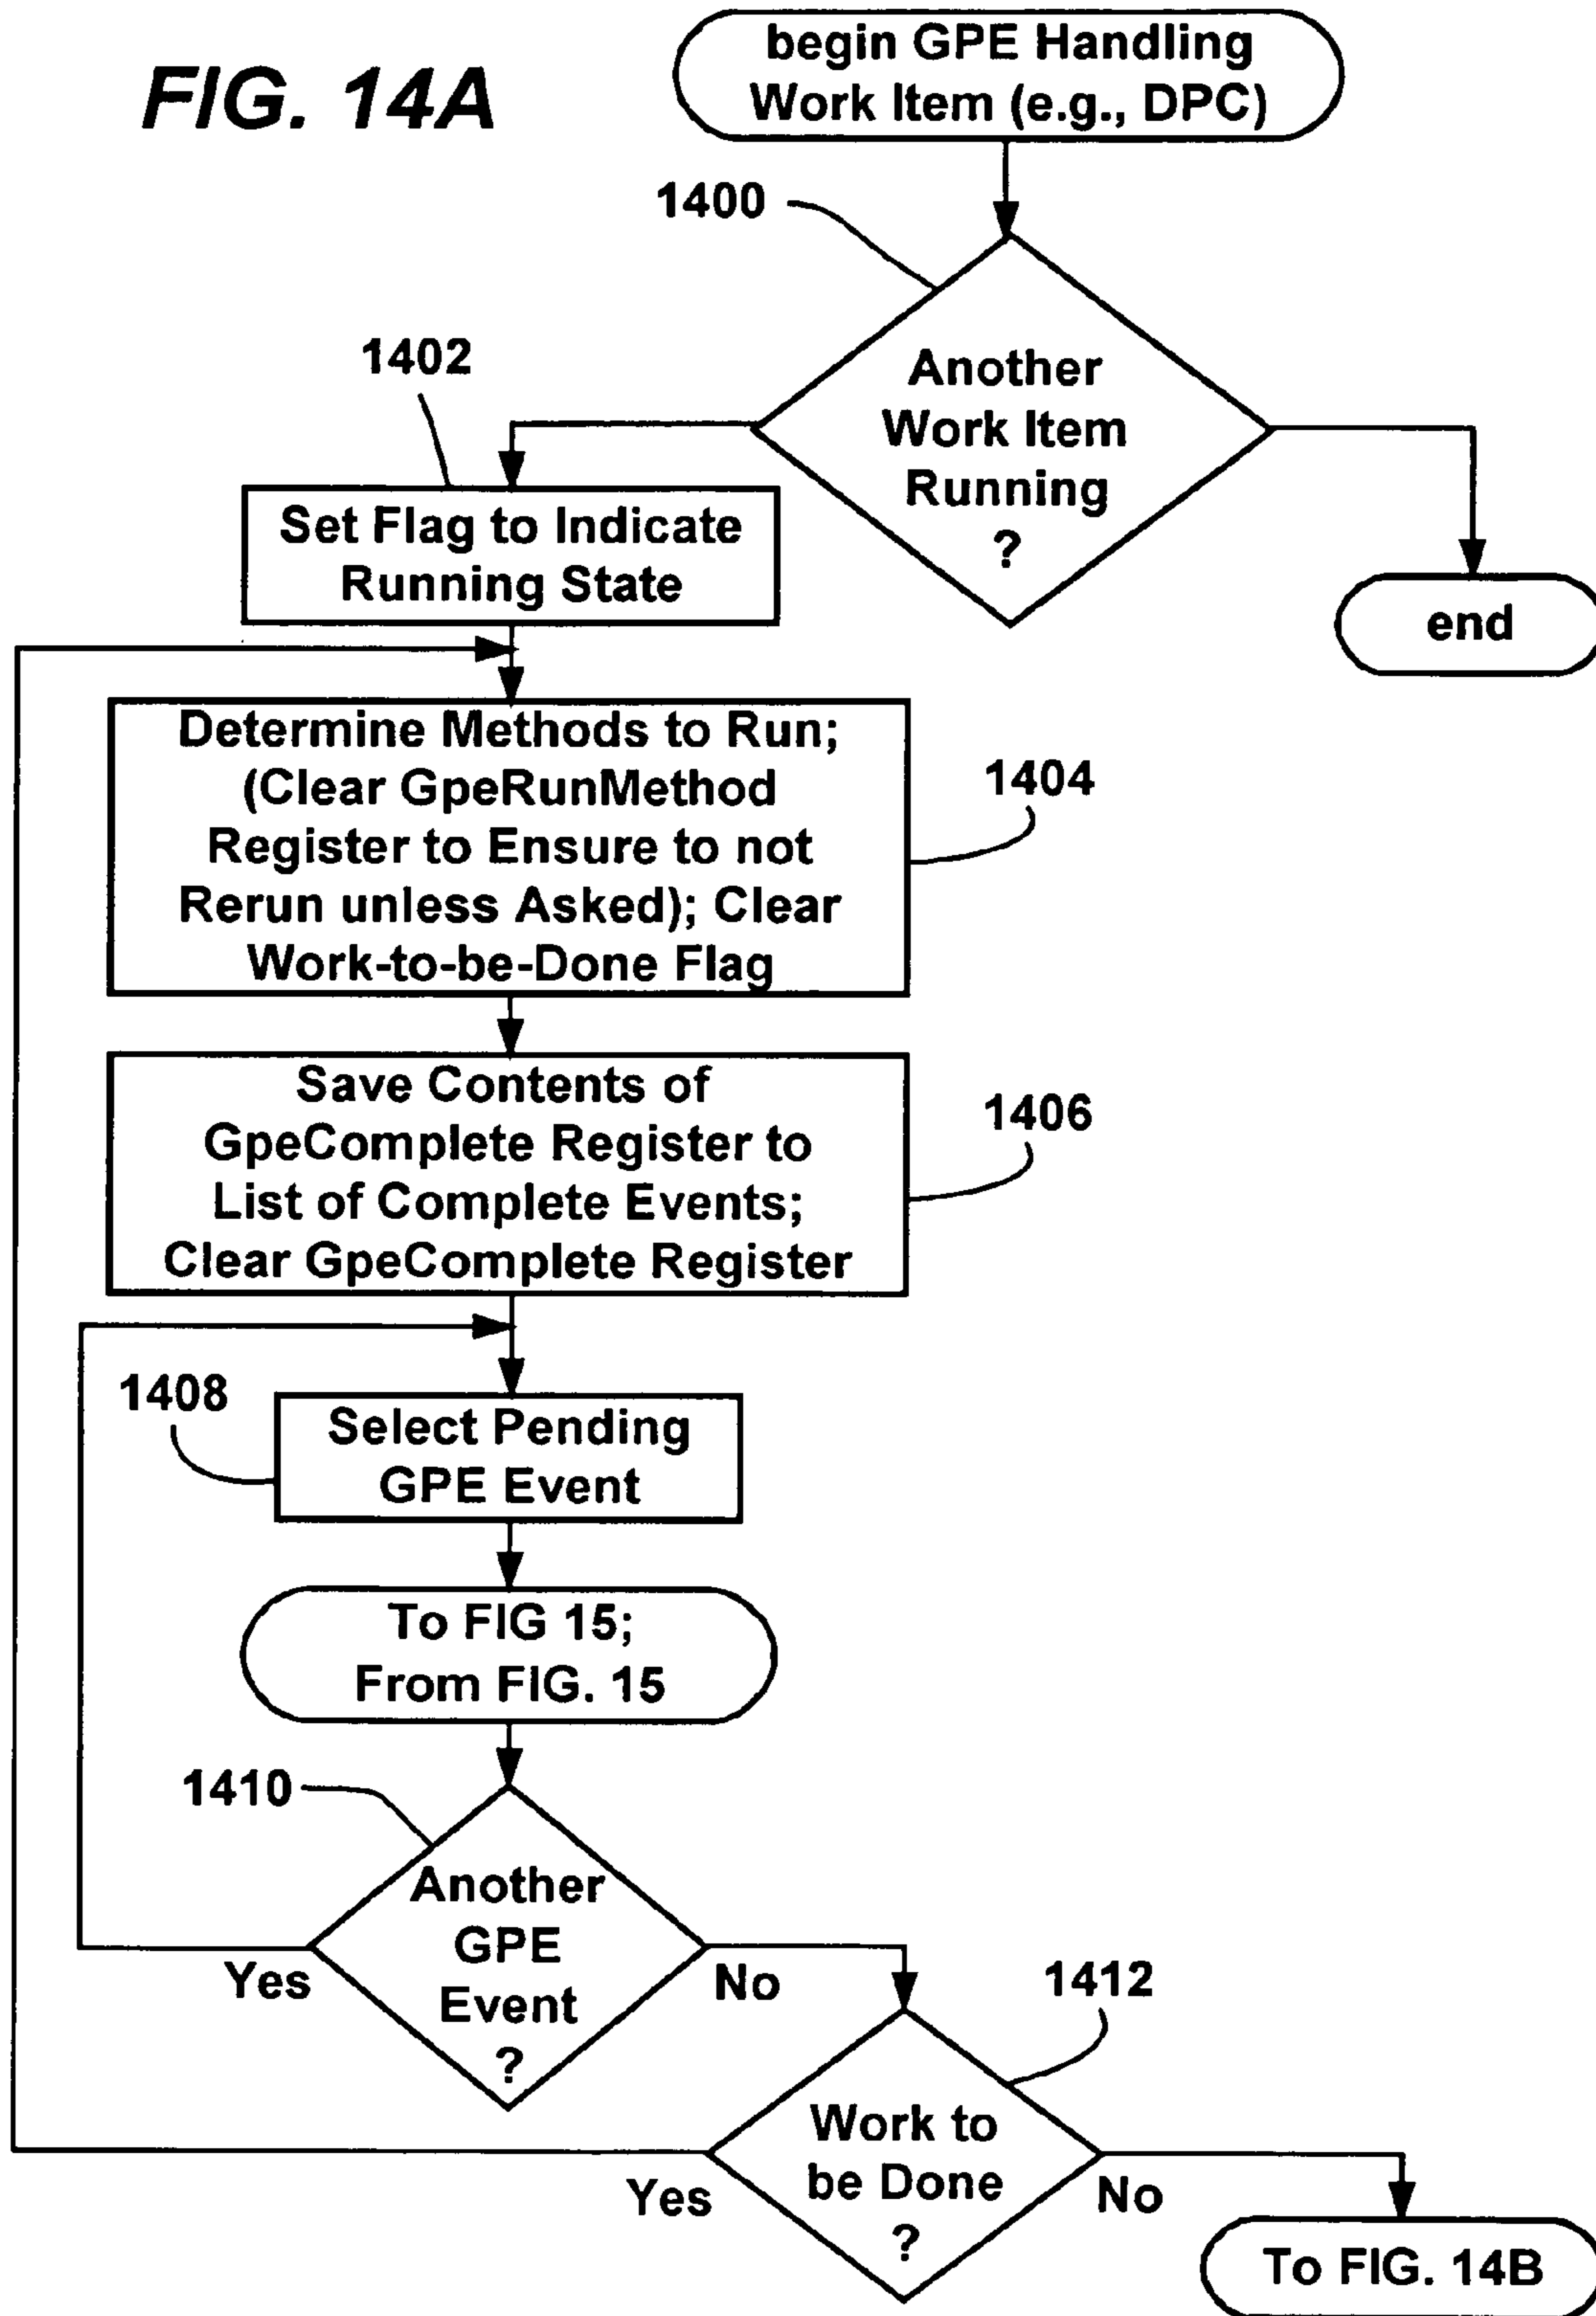 FIG. 14A
begin GPE Handling
Work Item (e.g., DPC)
1400
Another
Work Item
Running
?
1402
Set Flag to Indicate
Running State
end
Determine Methods to Run;
(Clear GpeRunMethod
Register to Ensure to not
Rerun unless Asked); Clear
Work-to-be-Done Flag
1404
Save Contents of
GpeComplete Register to
List of Complete Events;
Clear GpeComplete Register
1406
1408
Select Pending
GPE Event
To FIG 15;
From FIG. 15
1410
Another
GPE
Event
?
Yes
No
1412
Work to
be Done
?
Yes
No
To FIG. 14B